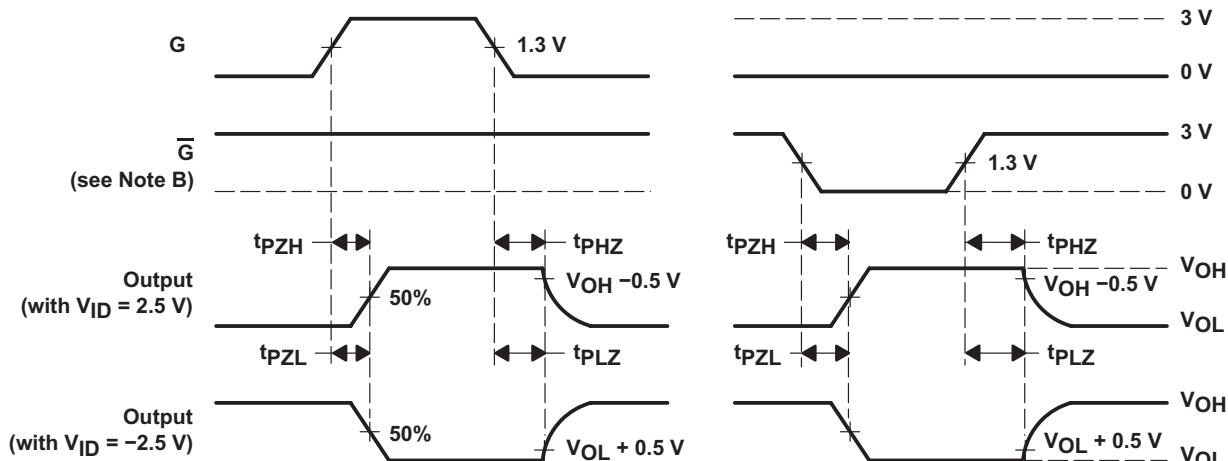 G
1.3 V
3 V
0 V
G̅
(see Note B)
1.3 V
3 V
0 V
tPZH
tPHZ
tPZH
tPHZ
Output
(with VID = 2.5 V)
50%
VOH −0.5 V
VOH −0.5 V
VOH
VOL
tPZL
tPLZ
tPZL
tPLZ
Output
(with VID = −2.5 V)
50%
VOL + 0.5 V
VOL + 0.5 V
VOH
VOL